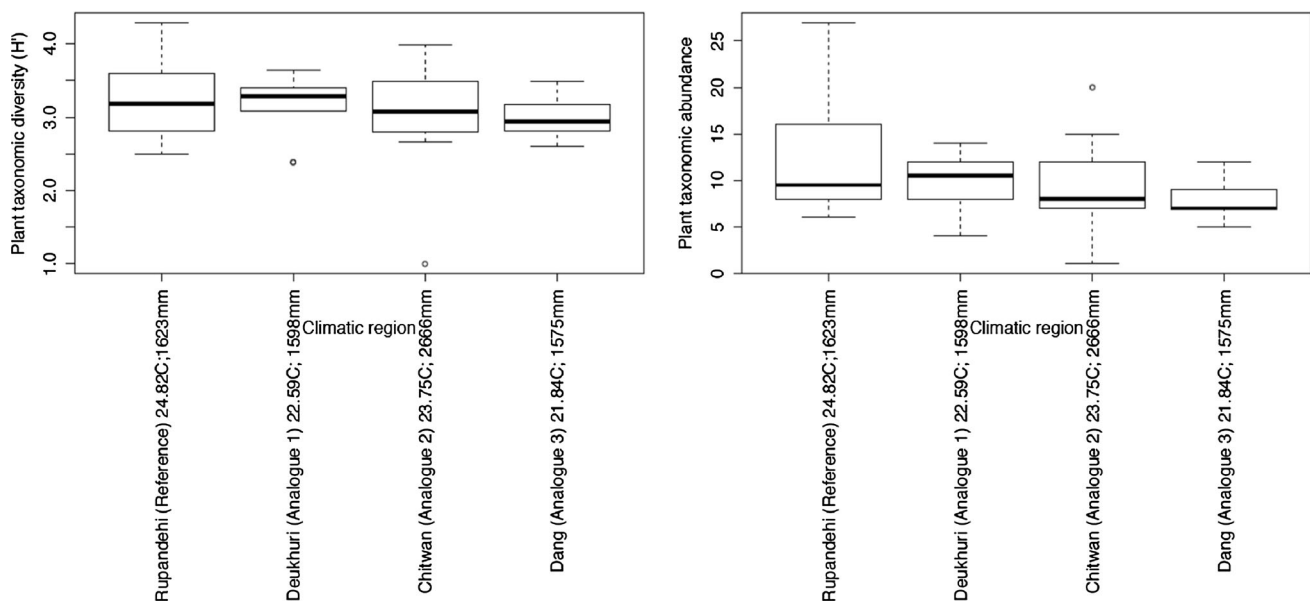 Plant taxonomic diversity (H')
4.0
3.0
2.0
1.0
Rupandehi (Reference) 24.82C;1623mm
Deukhuri (Analogue 1) 22.59C; 1598mm
Chitwan (Analogue 2) 23.75C; 2666mm
Dang (Analogue 3) 21.84C; 1575mm
Climatic region
Plant taxonomic abundance
25
20
15
10
5
0
Rupandehi (Reference) 24.82C;1623mm
Deukhuri (Analogue 1) 22.59C; 1598mm
Chitwan (Analogue 2) 23.75C; 2666mm
Dang (Analogue 3) 21.84C; 1575mm
Climatic region